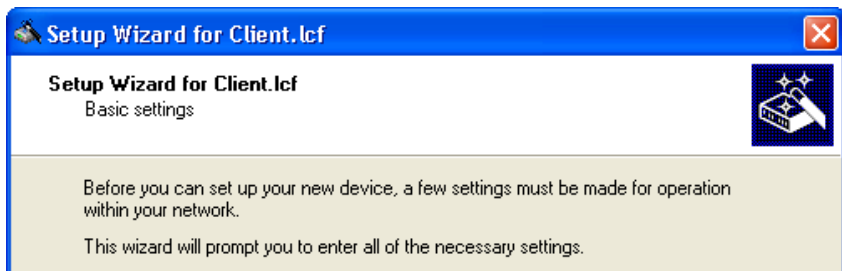 Setup Wizard for Client.lcf
Setup Wizard for Client.lcf
Basic settings
Before you can set up your new device, a few settings must be made for operation
within your network.
This wizard will prompt you to enter all of the necessary settings.